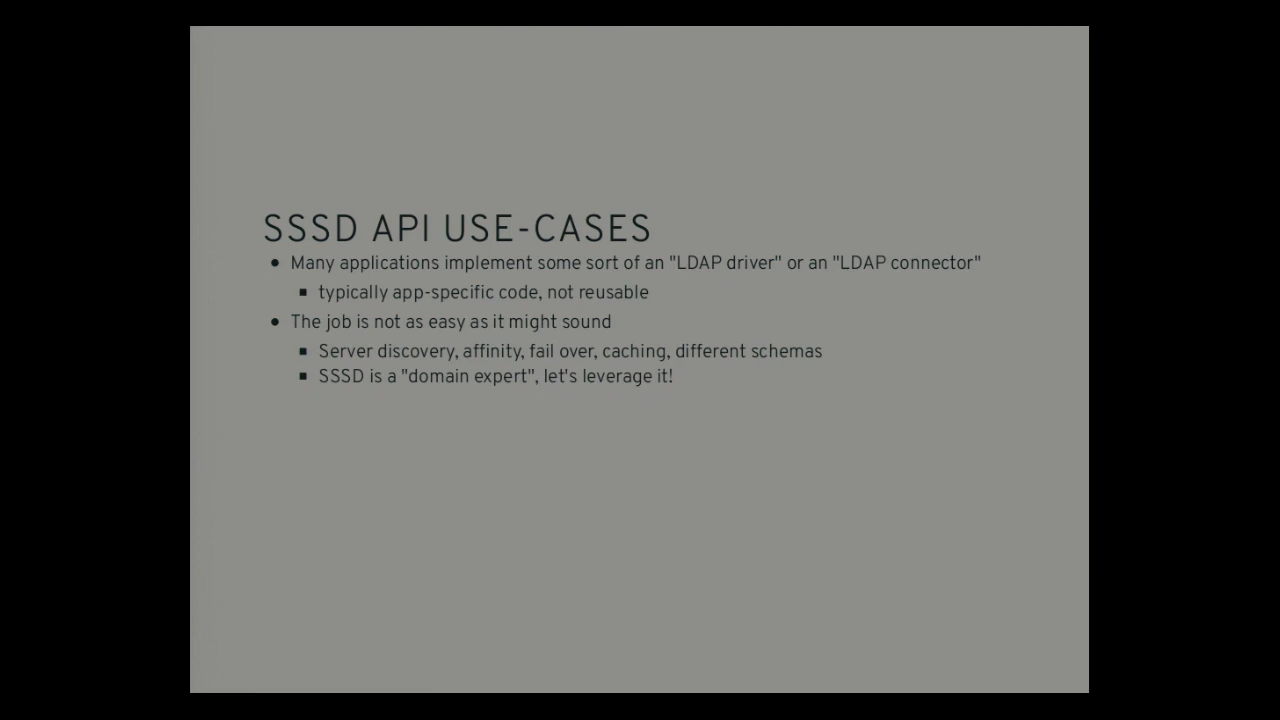 SSSD API USE-CASES
Many applications implement some sort of an "LDAP driver" or an "LDAP connector"
typically app-specific code, not reusable
The job is not as easy as it might sound
Server discovery, affinity, fail over, caching, different schemas
SSSD is a "domain expert", let's leverage it!